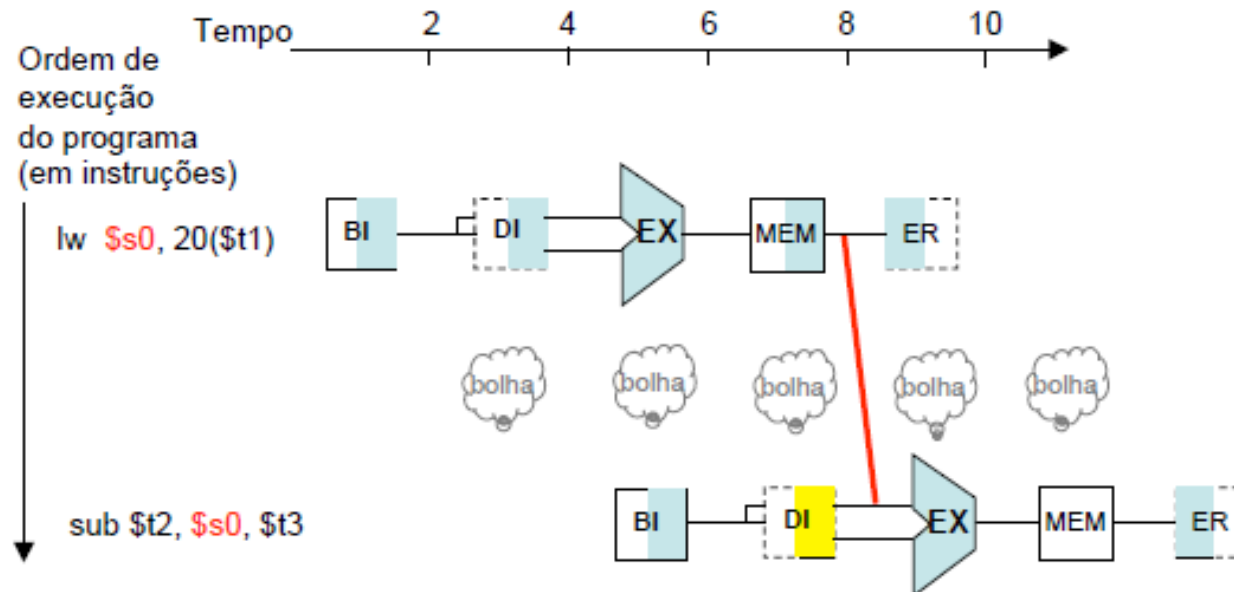 Tempo 2 4 6 8 10
Ordem de
execução
do programa
(em instruções)
lw $s0, 20($t1) BI DI EX MEM ER
bolha bolha bolha bolha bolha
sub $t2, $s0, $t3 BI DI EX MEM ER